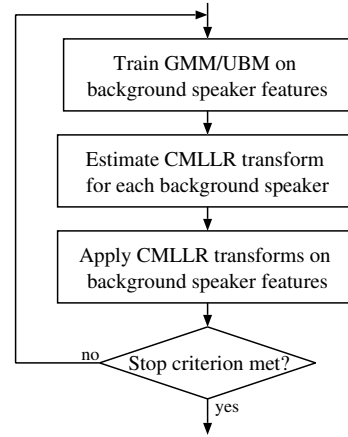 Train GMM/UBM on
background speaker features
Estimate CMLLR transform
for each background speaker
Apply CMLLR transforms on
background speaker features
no
Stop criterion met?
yes